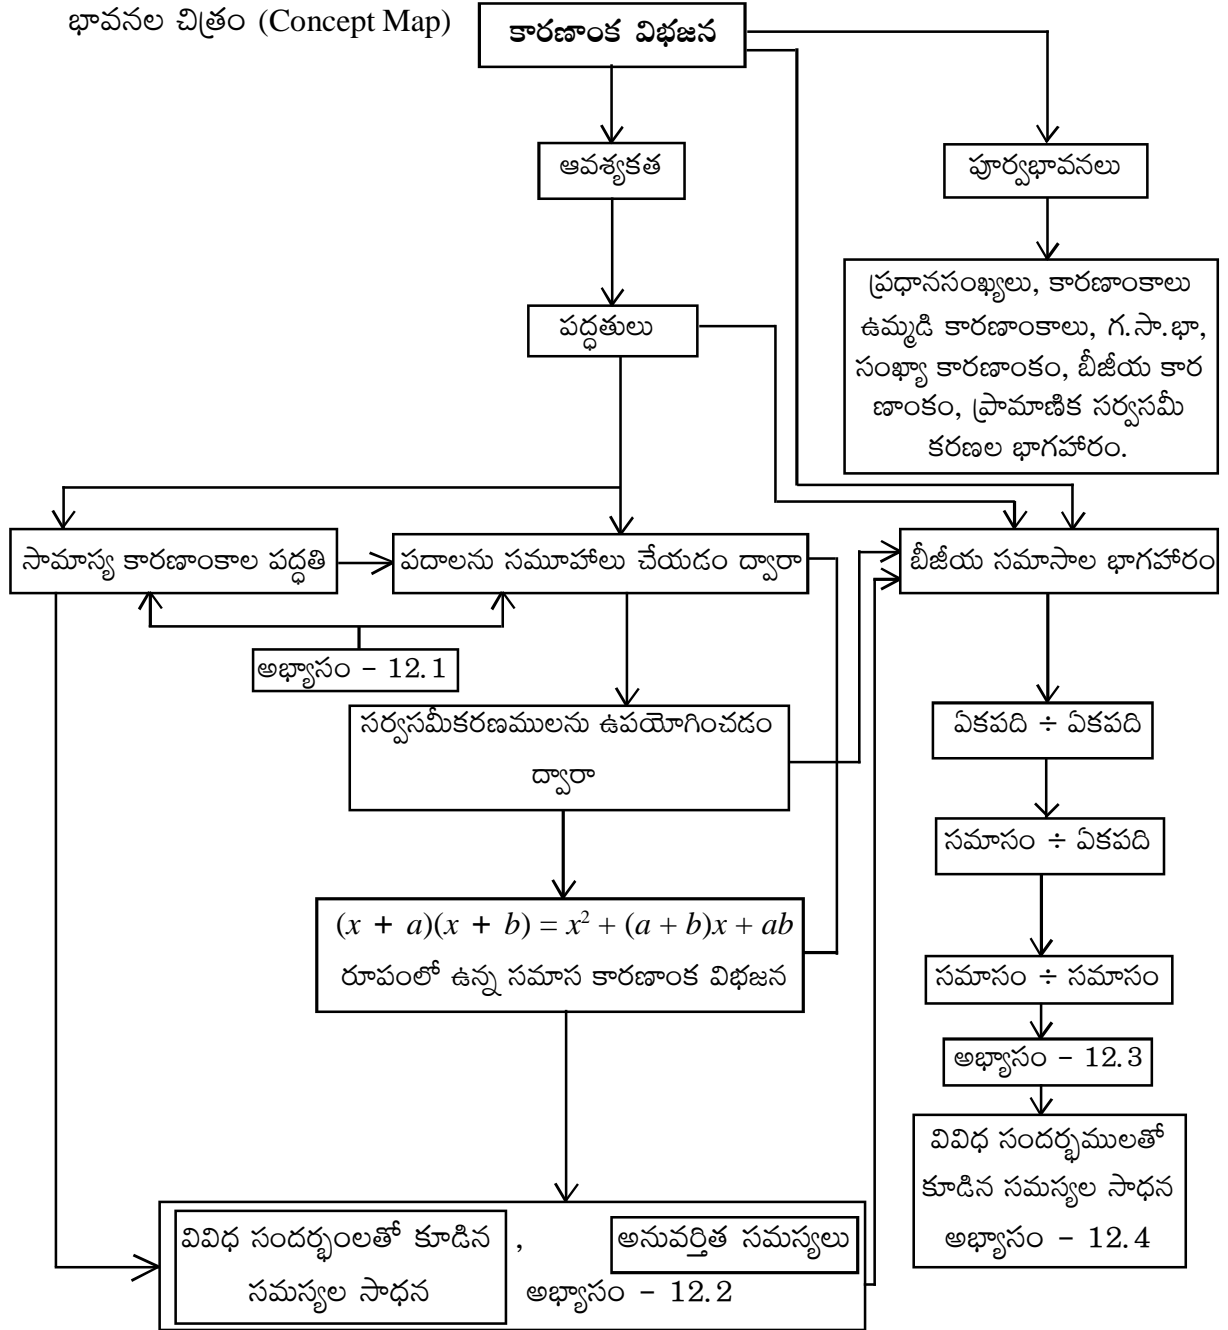 భావనల చిత్రం (Concept Map)
కారణాంక విభజన
ఆవశ్యకత
పూర్వభావనలు
ప్రధానసంఖ్యలు, కారణాంకాలు
ఉమ్మడి కారణాంకాలు, గ.సా.భా,
సంఖ్యా కారణాంకం, బీజీయ కార
ణాంకం, ప్రామాణిక సర్వసమీ
కరణల భాగహారం.
పద్ధతులు
సామాస్య కారణాంకాల పద్ధతి
పదాలను సమూహాలు చేయడం ద్వారా
బీజీయ సమాసాల భాగహారం
అభ్యాసం - 12.1
సర్వసమీకరణములను ఉపయోగించడం
ద్వారా
ఏకపది ÷ ఏకపది
సమాసం ÷ ఏకపది
(x + a)(x + b) = x² + (a + b)x + ab
రూపంలో ఉన్న సమాస కారణాంక విభజన
సమాసం ÷ సమాసం
అభ్యాసం - 12.3
వివిధ సందర్భములతో
కూడిన సమస్యల సాధన
అభ్యాసం - 12.4
వివిధ సందర్భంలతో కూడిన , అనువర్తిత సమస్యలు
సమస్యల సాధన అభ్యాసం - 12.2